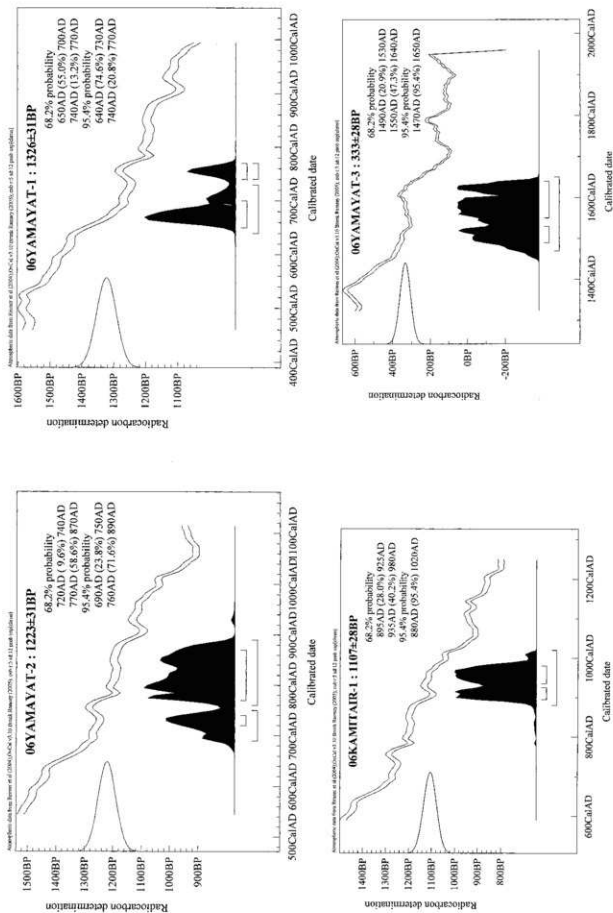 06YAMAYAT-2 : 1223±31BP
68.2% probability
720AD ( 9.6%) 740AD
770AD (58.6%) 870AD
95.4% probability
690AD (23.8%) 750AD
760AD (71.6%) 890AD
Radiocarbon determination
1500BP
1400BP
1300BP
1200BP
1100BP
1000BP
900BP
500CalAD 600CalAD 700CalAD 800CalAD 900CalAD 1000CalAD 1100CalAD
Calibrated date
06YAMAYAT-1 : 1326±31BP
68.2% probability
650AD (55.0%) 700AD
740AD (13.2%) 770AD
95.4% probability
640AD (74.6%) 730AD
740AD (20.8%) 770AD
Radiocarbon determination
1600BP
1500BP
1400BP
1300BP
1200BP
1100BP
400CalAD 500CalAD 600CalAD 700CalAD 800CalAD 900CalAD 1000CalAD
Calibrated date
06KAMITAIR-1 : 1107±28BP
68.2% probability
895AD (28.0%) 925AD
935AD (40.2%) 980AD
95.4% probability
880AD (95.4%) 1020AD
Radiocarbon determination
1400BP
1300BP
1200BP
1100BP
1000BP
900BP
800BP
600CalAD 800CalAD 1000CalAD 1200CalAD
Calibrated date
06YAMAYAT-3 : 333±28BP
68.2% probability
1490AD (20.9%) 1530AD
1550AD (47.3%) 1640AD
95.4% probability
1470AD (95.4%) 1650AD
Radiocarbon determination
600BP
400BP
200BP
0BP
-200BP
1400CalAD 1600CalAD 1800CalAD 2000CalAD
Calibrated date